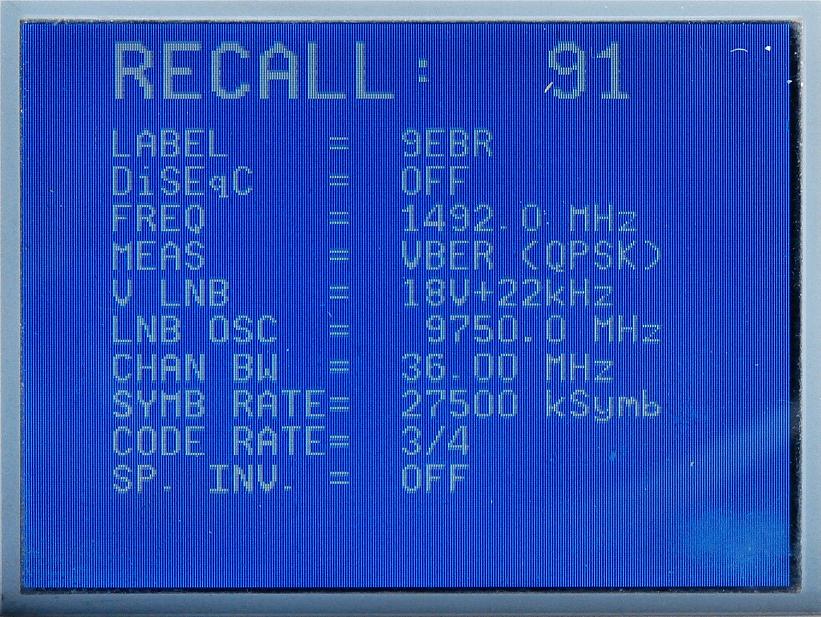 RECALL: 91
LABEL = 9EBR
DiSEqC = OFF
FREQ = 1492.0 MHz
MEAS = VBER (QPSK)
V LNB = 18V+22kHz
LNB OSC = 9750.0 MHz
CHAN BW = 36.00 MHz
SYMB RATE= 27500 kSymb
CODE RATE= 3/4
SP. INV. = OFF